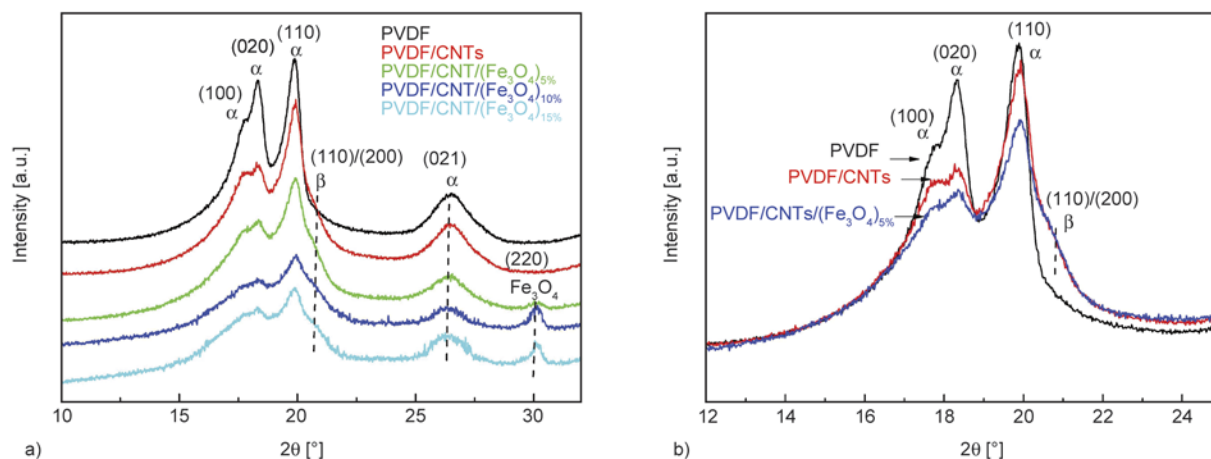 (110)
α
(020)
α
(100)
α
PVDF
PVDF/CNTs
PVDF/CNT/(Fe₃O₄)₅%
PVDF/CNT/(Fe₃O₄)₁₀%
PVDF/CNT/(Fe₃O₄)₁₅%
(110)/(200)
β
(021)
α
(220)
Fe₃O₄
Intensity [a.u.]
10
15
20
25
30
2θ [°]
a)
(110)
α
(020)
α
(100)
α
PVDF
PVDF/CNTs
PVDF/CNTs/(Fe₃O₄)₅%
(110)/(200)
β
Intensity [a.u.]
12
14
16
18
20
22
24
2θ [°]
b)